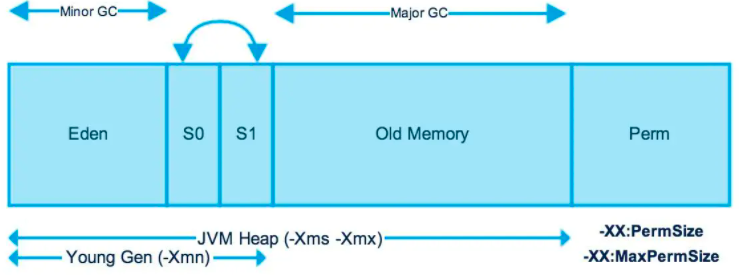 Minor GC
Major GC
Eden
S0
S1
Old Memory
Perm
JVM Heap (-Xms -Xmx)
-XX:PermSize
Young Gen (-Xmn)
-XX:MaxPermSize